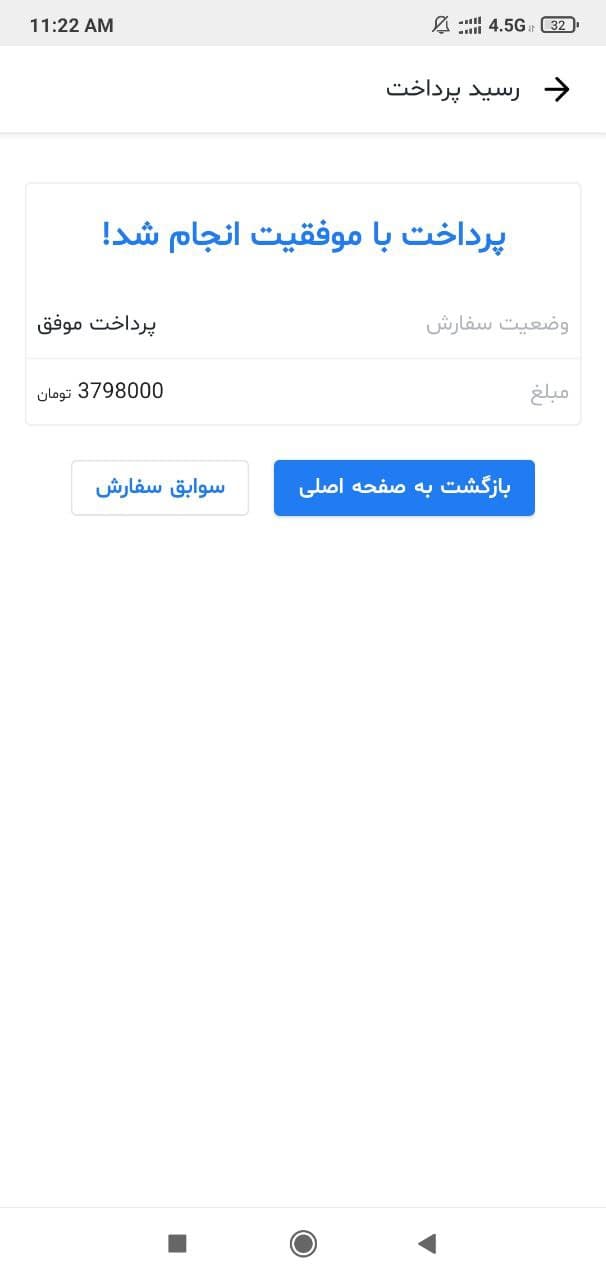 11:22 AM 4.5G 32
رسید پرداخت
پرداخت با موفقیت انجام شد!
وضعیت سفارش پرداخت موفق
مبلغ 3798000 تومان
بازگشت به صفحه اصلی سوابق سفارش